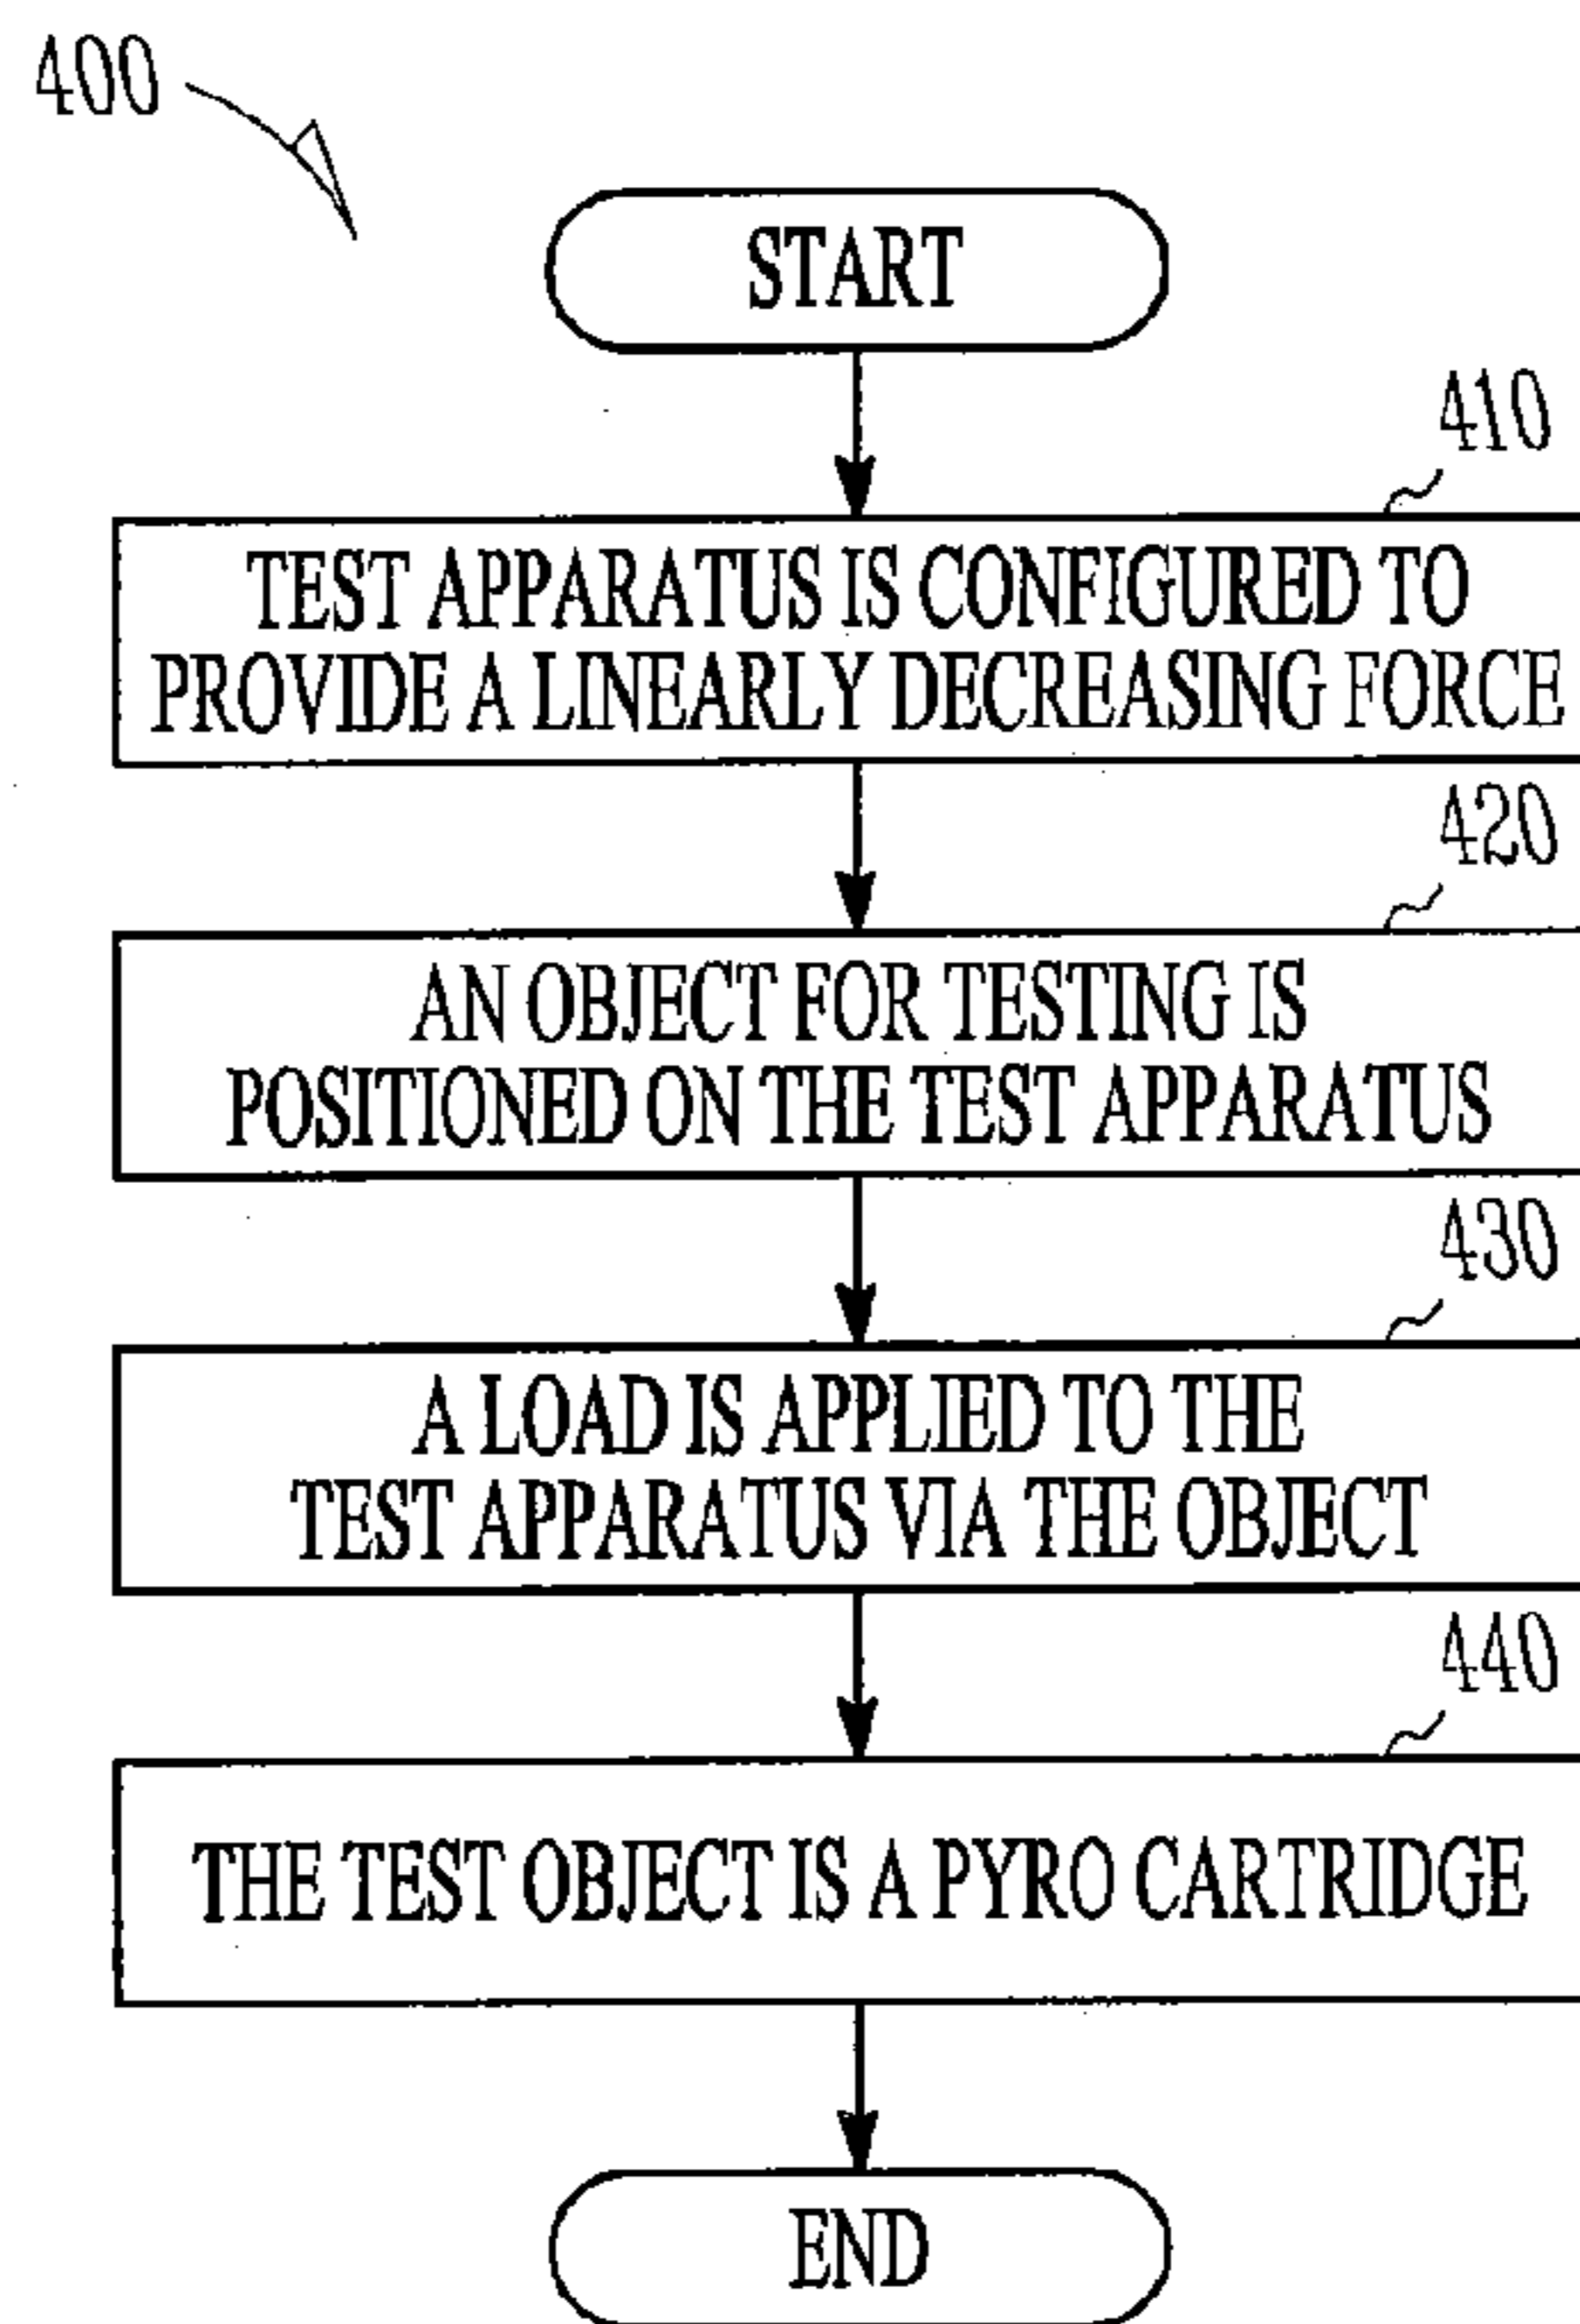 400
START
410
TEST APPARATUS IS CONFIGURED TO
PROVIDE A LINEARLY DECREASING FORCE
420
AN OBJECT FOR TESTING IS
POSITIONED ON THE TEST APPARATUS
430
A LOAD IS APPLIED TO THE
TEST APPARATUS VIA THE OBJECT
440
THE TEST OBJECT IS A PYRO CARTRIDGE
END